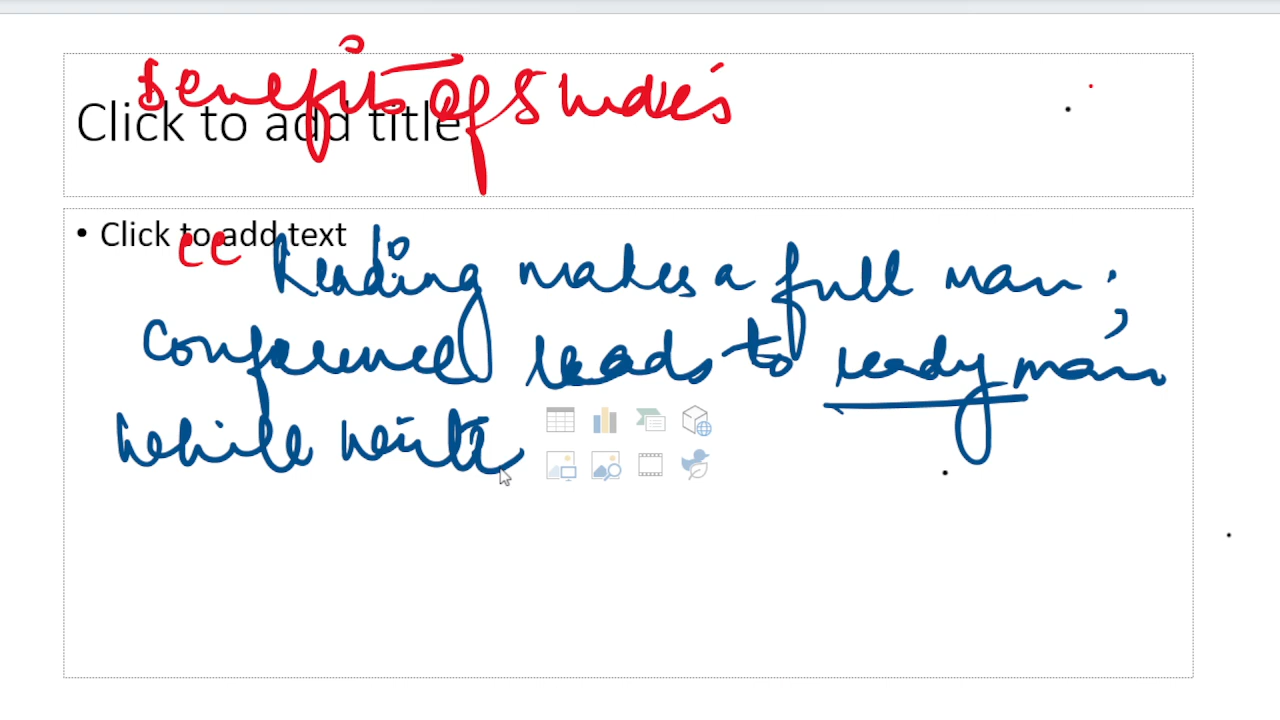 Benefits of Studies
Click to add title
• Click to add text
“ Reading makes a full man ;
conference leads to ready man
while write